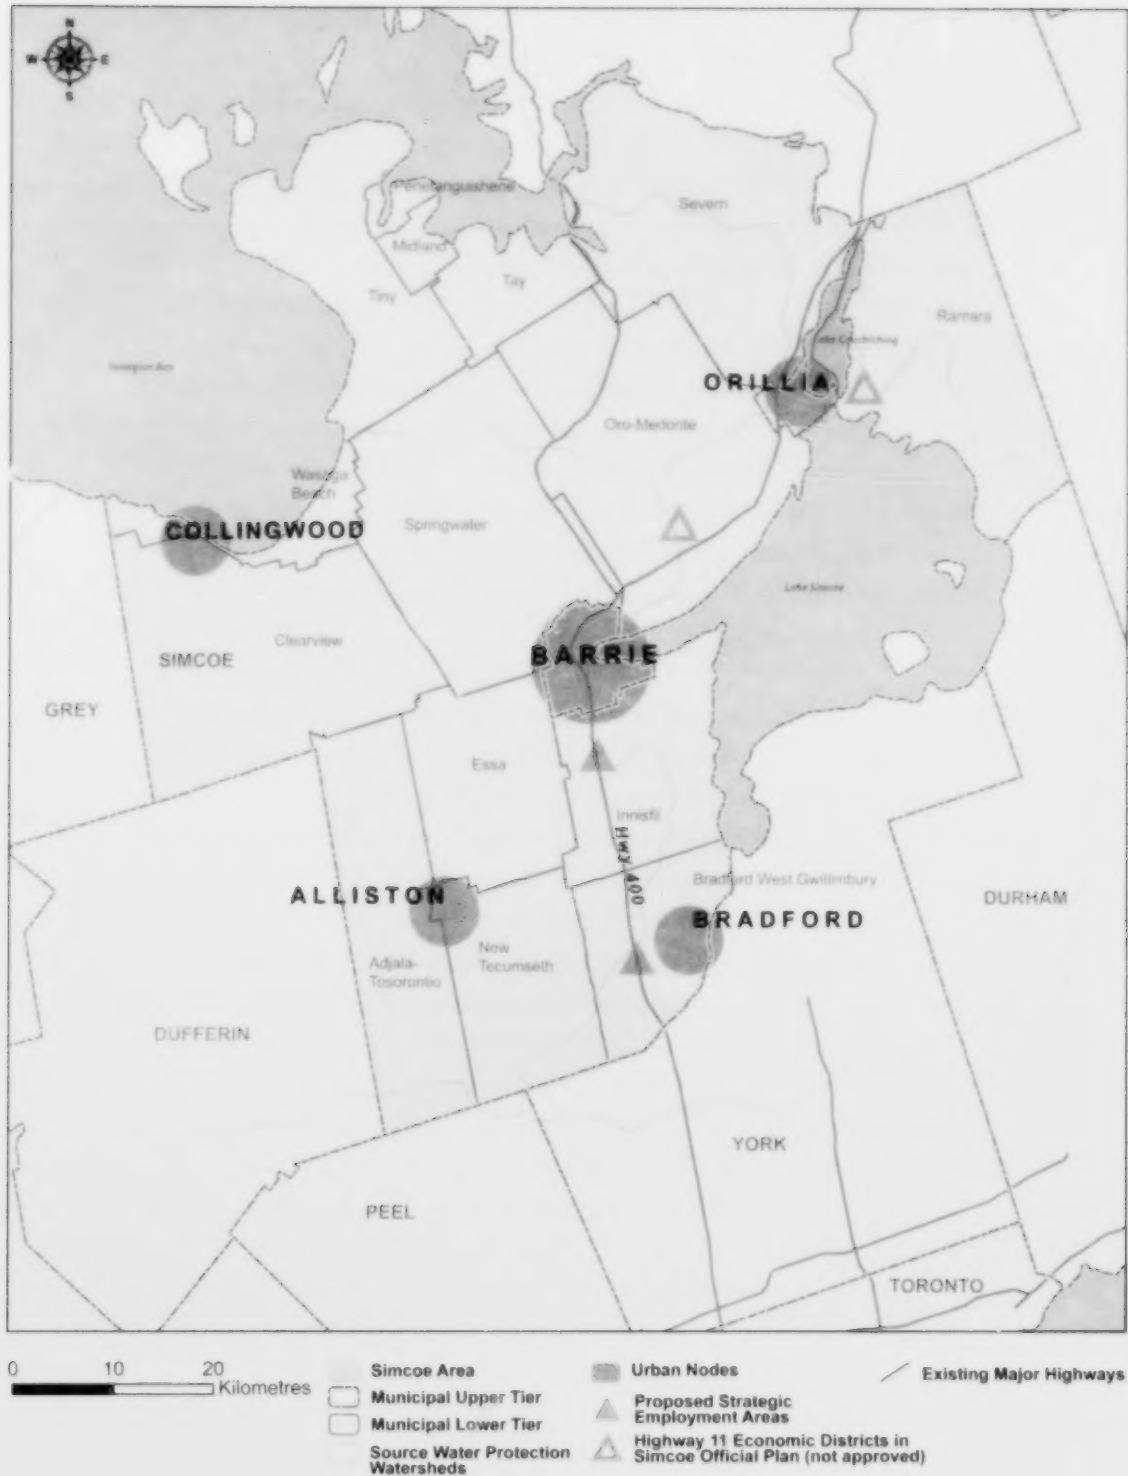 N
W E
S
Penetanguishene
Severn
Midland
Tiny
Tay
Ramara
Lake Couchiching
ORILLIA
Oro-Medonte
Wasaga
Beach
COLLINGWOOD
Springwater
Lake Simcoe
Clearview
SIMCOE
BARRIE
GREY
Essa
Innisfil
Hwy 400
Bradford West Gwillimbury
ALLISTON
BRADFORD
DURHAM
New
Tecumseth
Adjala-
Tosorontio
DUFFERIN
YORK
PEEL
TORONTO
0 10 20
Kilometres
Simcoe Area
Municipal Upper Tier
Municipal Lower Tier
Source Water Protection
Watersheds
Urban Nodes
Proposed Strategic
Employment Areas
Highway 11 Economic Districts in
Simcoe Official Plan (not approved)
Existing Major Highways